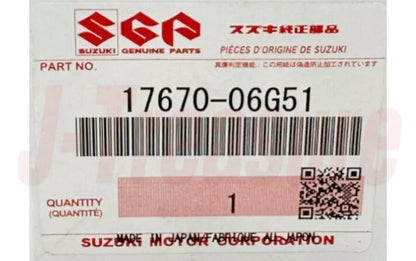 SGP
スズキ純正部品
SUZUKI GENUINE PARTS
PIÈCES D'ORIGINE DE SUZUKI
PART NO.
17670-06G51
J-Treasure
QUANTITY
(QUANTITÉ)
1
MADE IN JAPAN/FABRIQUE AU JAPON
SUZUKI MOTOR CORPORATION